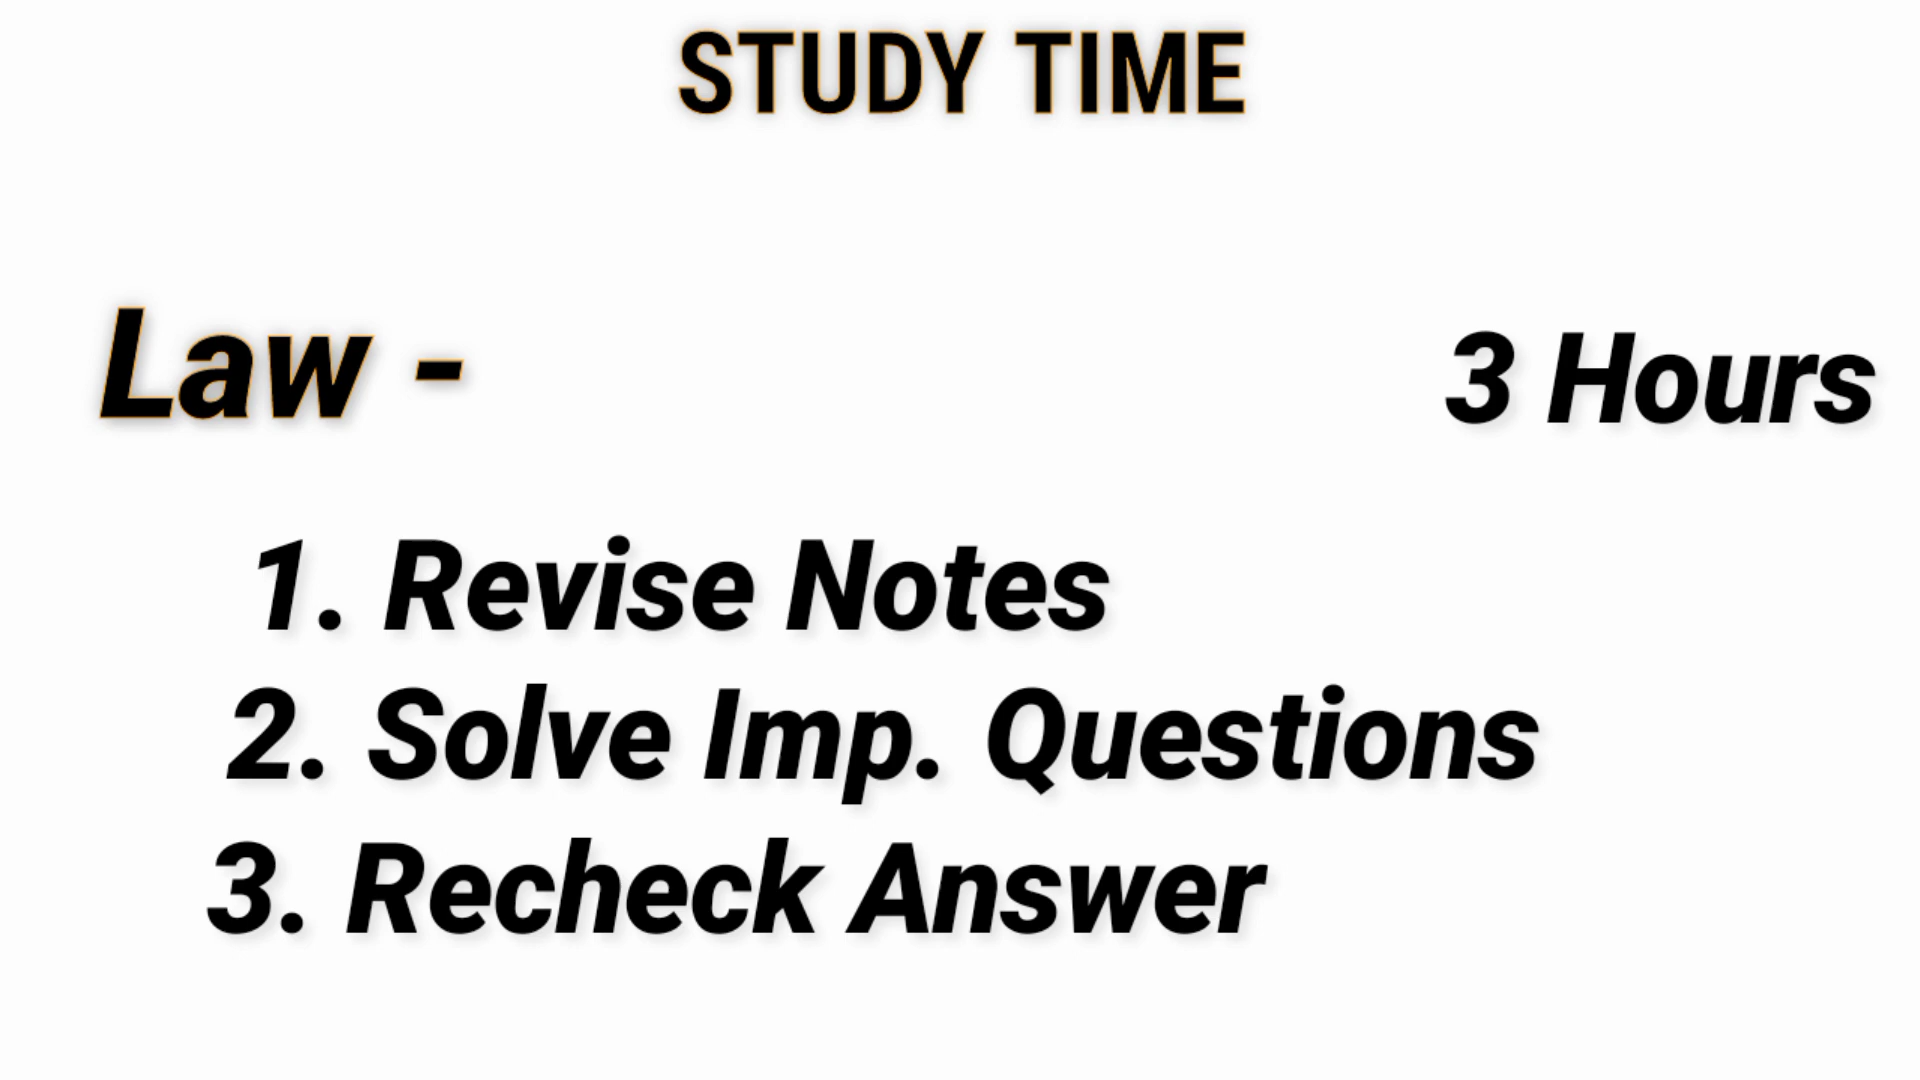 STUDY TIME
Law - 3 Hours
1. Revise Notes
2. Solve Imp. Questions
3. Recheck Answer